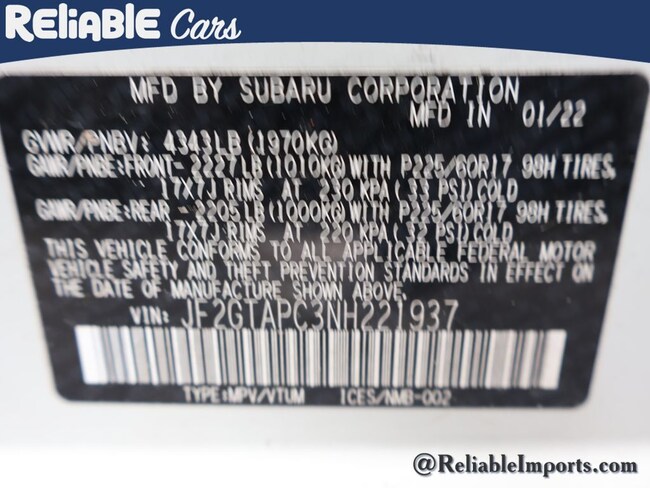 RELIABLE Cars
MFD BY SUBARU CORPORATION
MFD IN 01/22
GVWR/PNBV: 4343LB(1970KG)
GAWR/PNBE:FRONT-2227LB(1010KG)WITH P225/60R17 98H TIRES,
17X7J RIMS AT 230 KPA( 33 PSI)COLD
GAWR/PNBE:REAR -2205LB(1000KG)WITH P225/60R17 98H TIRES,
17X7J RIMS AT 220 KPA( 32 PSI)COLD
THIS VEHICLE CONFORMS TO ALL APPLICABLE FEDERAL MOTOR
VEHICLE SAFETY AND THEFT PREVENTION STANDARDS IN EFFECT ON
THE DATE OF MANUFACTURE SHOWN ABOVE.
VIN: JF2GTAPC3NH221937
TYPE:MPV/VTUM ICES/NMB-002
@ReliableImports.com